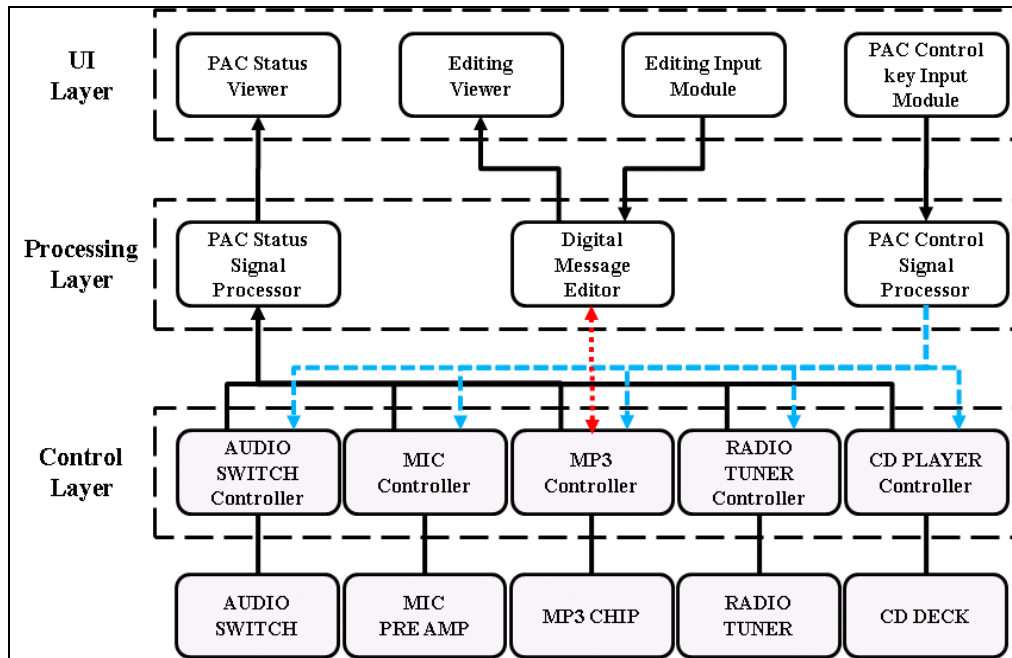 UI
Layer
PAC Status
Viewer
Editing
Viewer
Editing Input
Module
PAC Control
key Input
Module
Processing
Layer
PAC Status
Signal
Processor
Digital
Message
Editor
PAC Control
Signal
Processor
Control
Layer
AUDIO
SWITCH
Controller
MIC
Controller
MP3
Controller
RADIO
TUNER
Controller
CD PLAYER
Controller
AUDIO
SWITCH
MIC
PRE AMP
MP3 CHIP
RADIO
TUNER
CD DECK